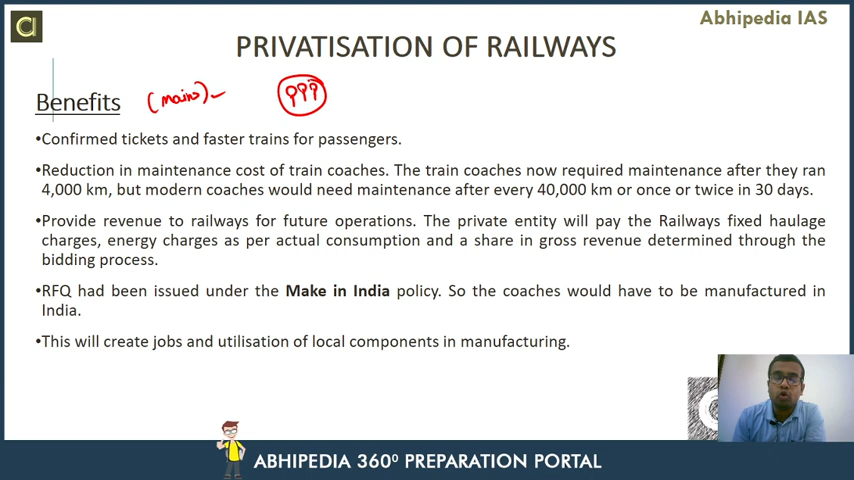 Abhipedia IAS
PRIVATISATION OF RAILWAYS
Benefits (mains) PPP
•Confirmed tickets and faster trains for passengers.
•Reduction in maintenance cost of train coaches. The train coaches now required maintenance after they ran
4,000 km, but modern coaches would need maintenance after every 40,000 km or once or twice in 30 days.
•Provide revenue to railways for future operations. The private entity will pay the Railways fixed haulage
charges, energy charges as per actual consumption and a share in gross revenue determined through the
bidding process.
•RFQ had been issued under the Make in India policy. So the coaches would have to be manufactured in
India.
•This will create jobs and utilisation of local components in manufacturing.
ABHIPEDIA 360⁰ PREPARATION PORTAL